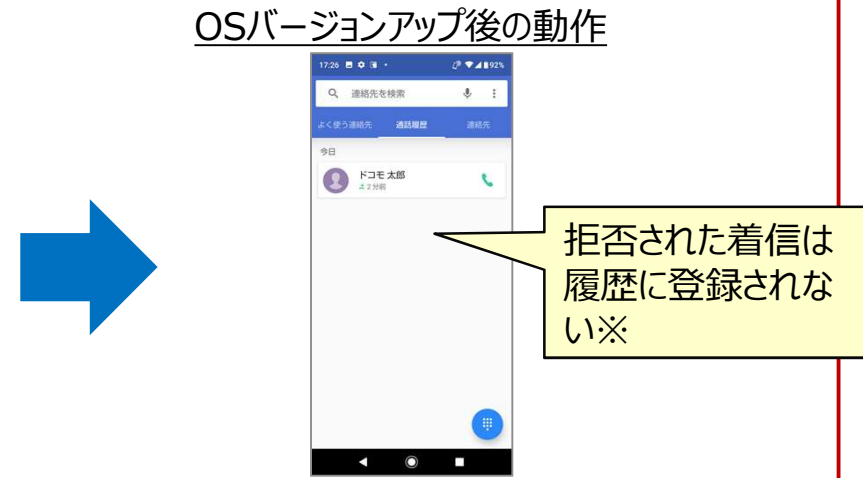 OSバージョンアップ後の動作
17:26 92%
連絡先を検索
よく使う連絡先 通話履歴 連絡先
今日
ドコモ 太郎
2 分前
拒否された着信は
履歴に登録されな
い※